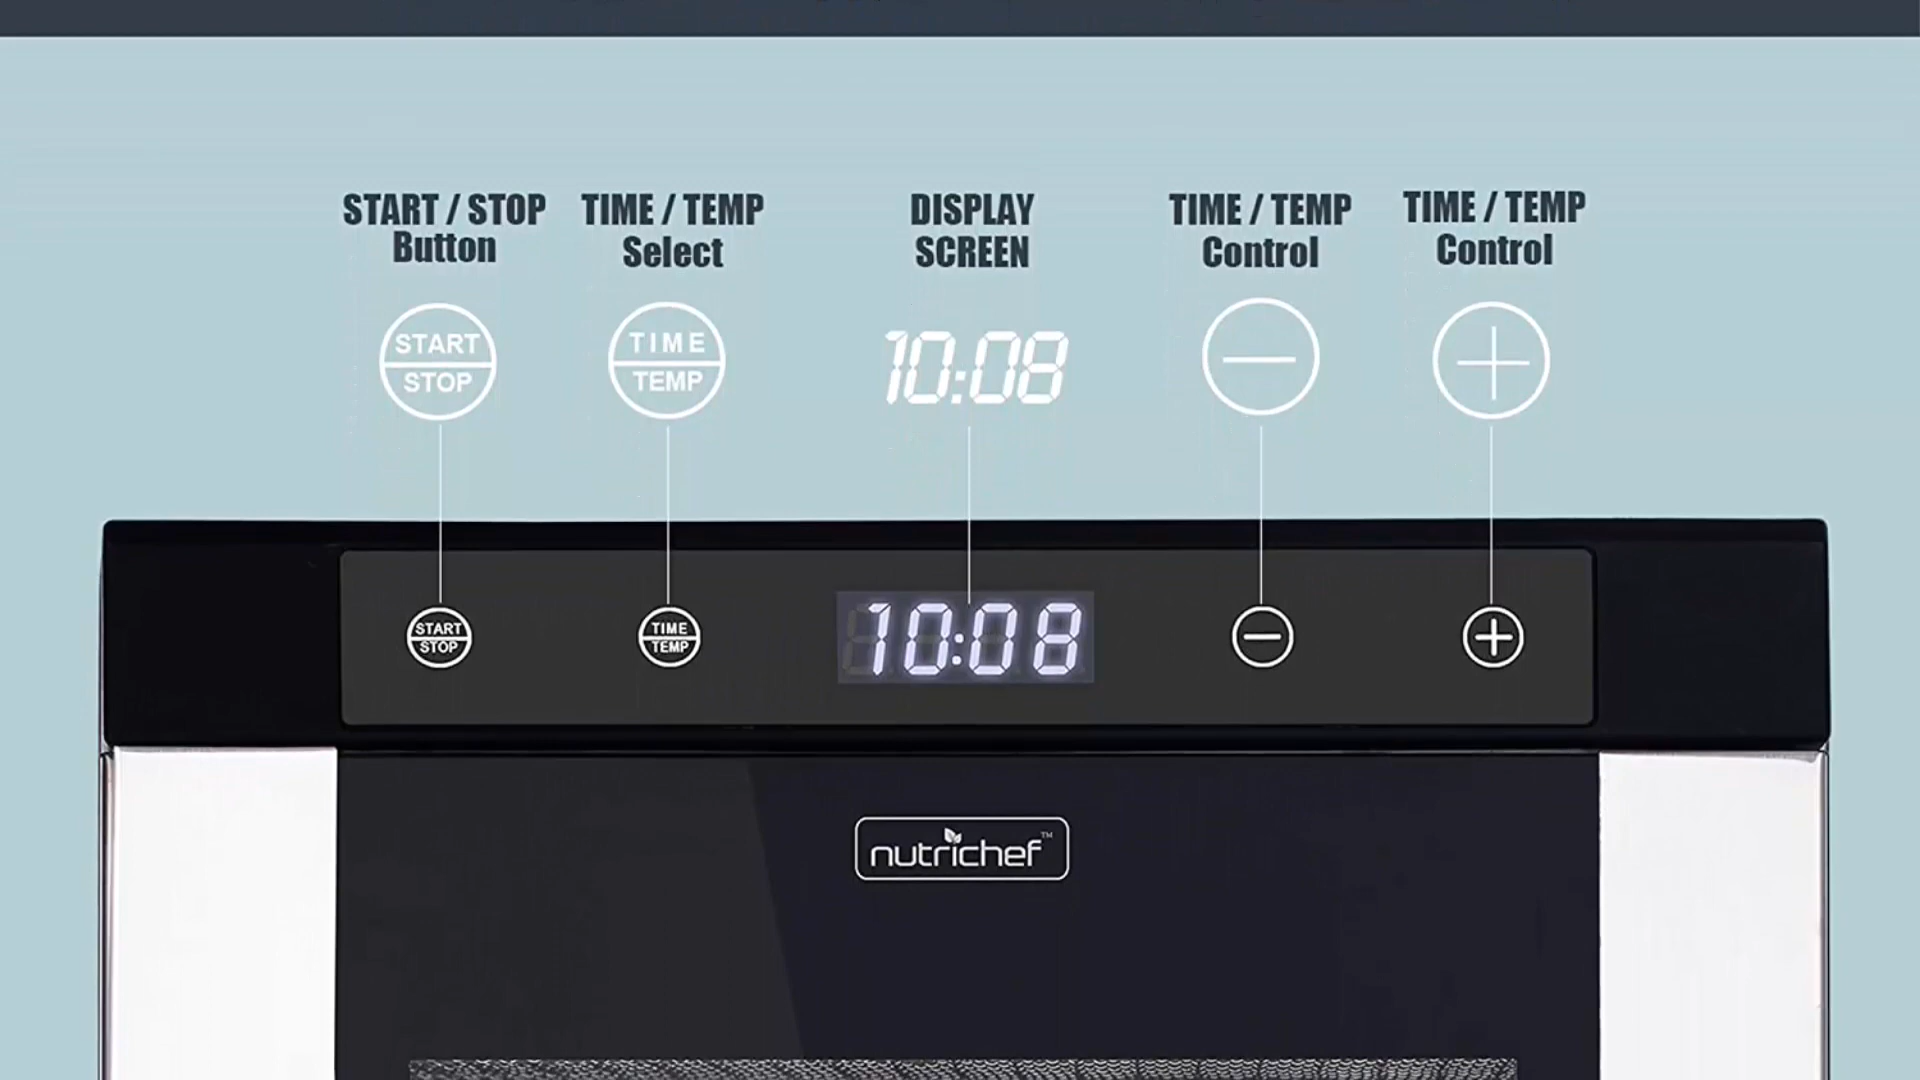 START / STOP
Button
TIME / TEMP
Select
DISPLAY
SCREEN
TIME / TEMP
Control
TIME / TEMP
Control
START
STOP
TIME
TEMP
10:08
START
STOP
TIME
TEMP
10:08
nutrichef™